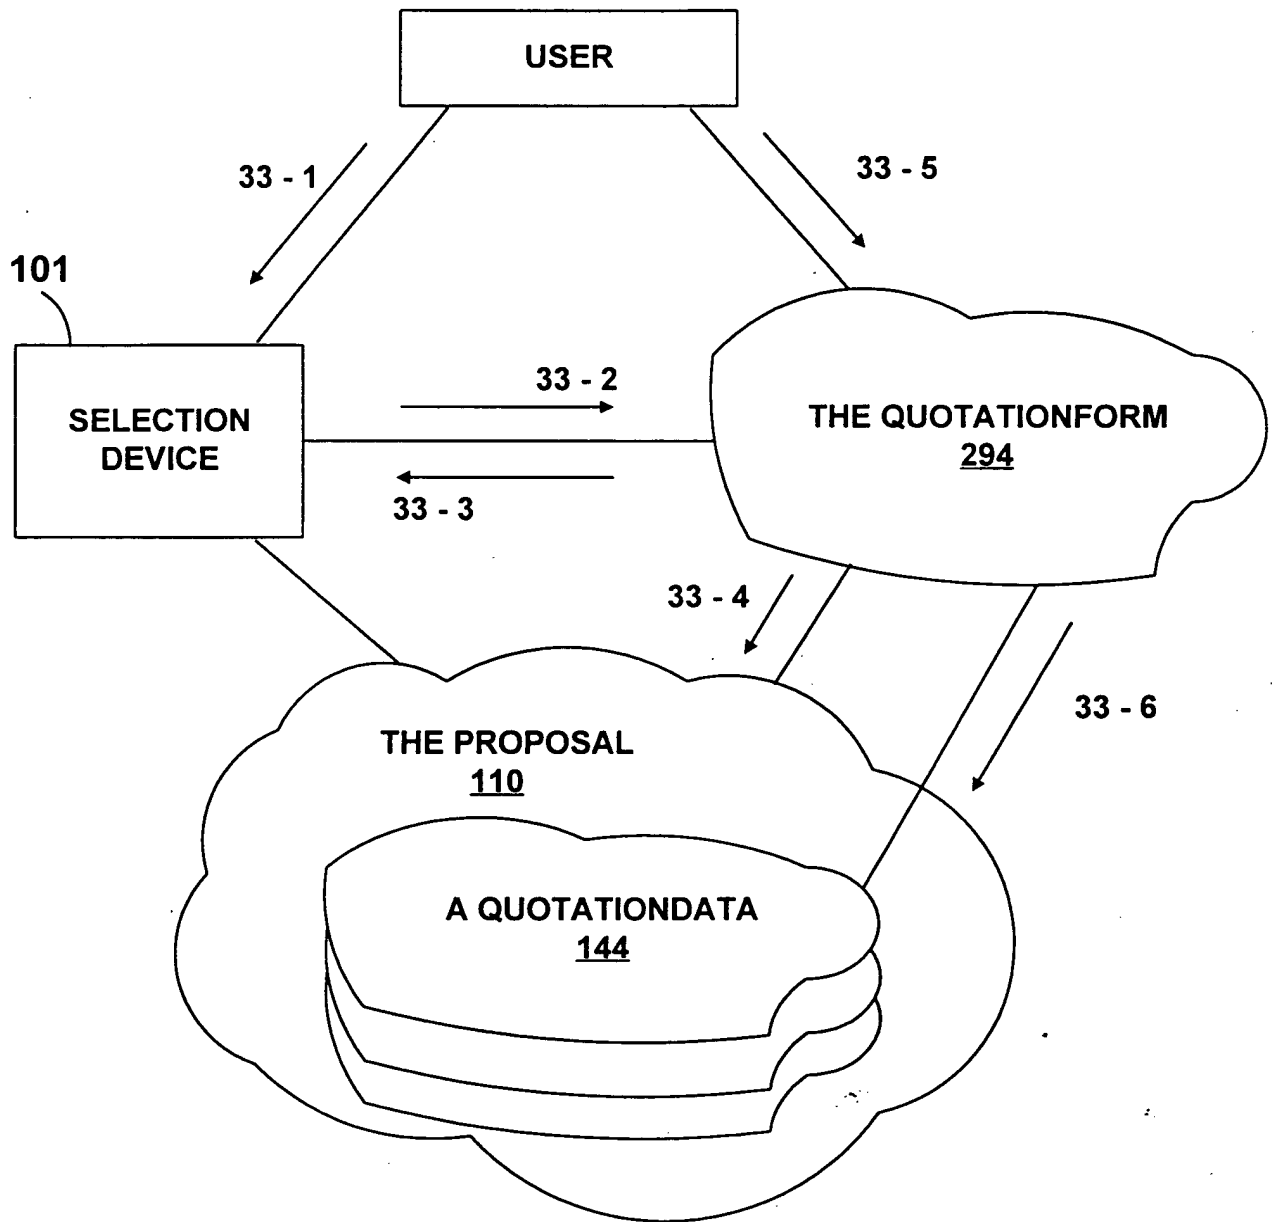 USER
33 - 1
33 - 5
101
33 - 2
SELECTION
DEVICE
THE QUOTATIONFORM
294
33 - 3
33 - 4
33 - 6
THE PROPOSAL
110
A QUOTATIONDATA
144